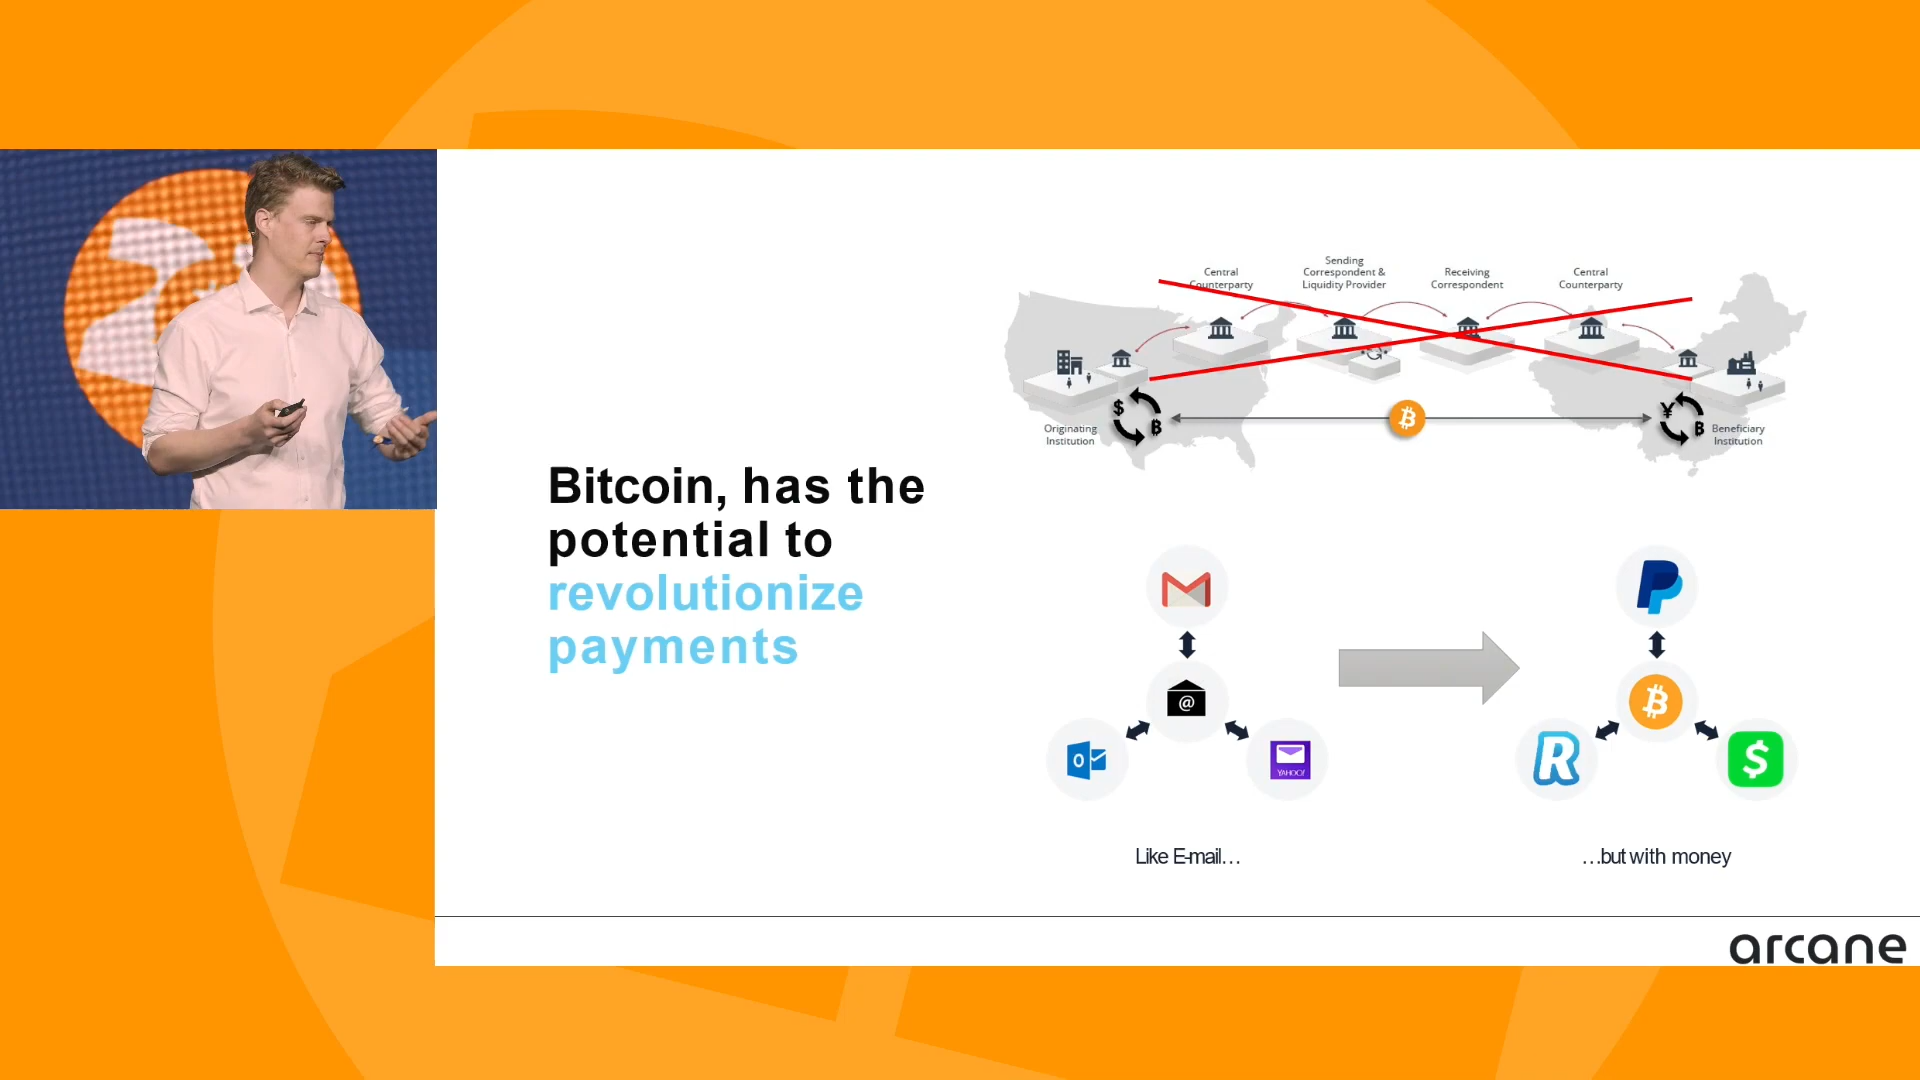 Bitcoin, has the
potential to
revolutionize
payments
Central
Counterparty
Sending
Correspondent &
Liquidity Provider
Receiving
Correspondent
Central
Counterparty
$
B
Originating
Institution
¥
B
Beneficiary
Institution
@
O
YAHOO!
R
$
Like E-mail…
…but with money
arcane